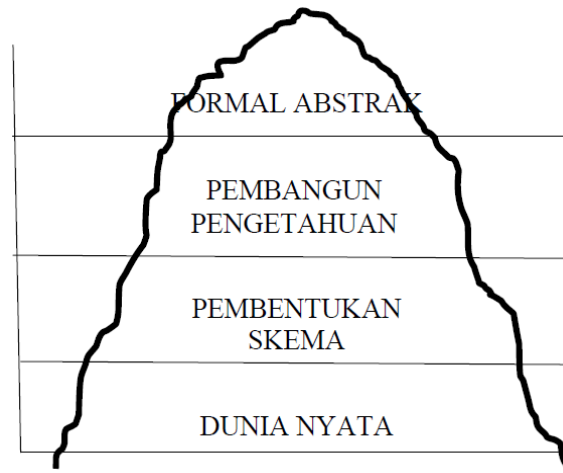 FORMAL ABSTRAK
PEMBANGUN
PENGETAHUAN
PEMBENTUKAN
SKEMA
DUNIA NYATA